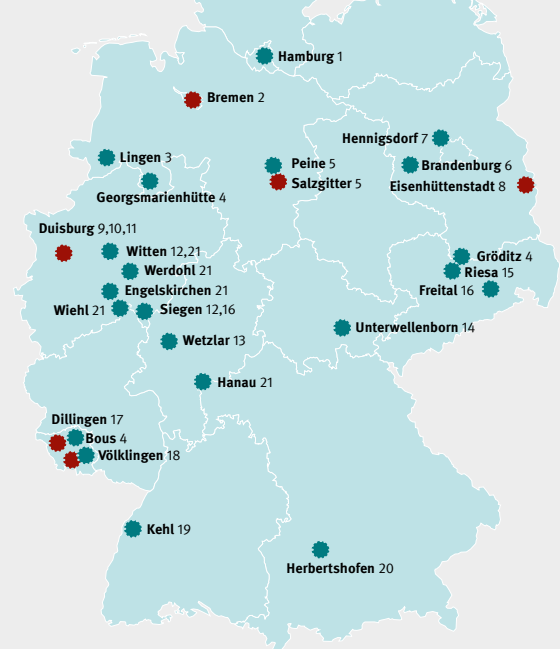 Hamburg 1
Bremen 2
Hennigsdorf 7
Lingen 3
Peine 5
Brandenburg 6
Salzgitter 5
Eisenhüttenstadt 8
Georgsmarienhütte 4
Duisburg 9,10,11
Witten 12,21
Gröditz 4
Werdohl 21
Riesa 15
Engelskirchen 21
Freital 16
Wiehl 21
Siegen 12,16
Unterwellenborn 14
Wetzlar 13
Hanau 21
Dillingen 17
Bous 4
Völklingen 18
Kehl 19
Herbertshofen 20